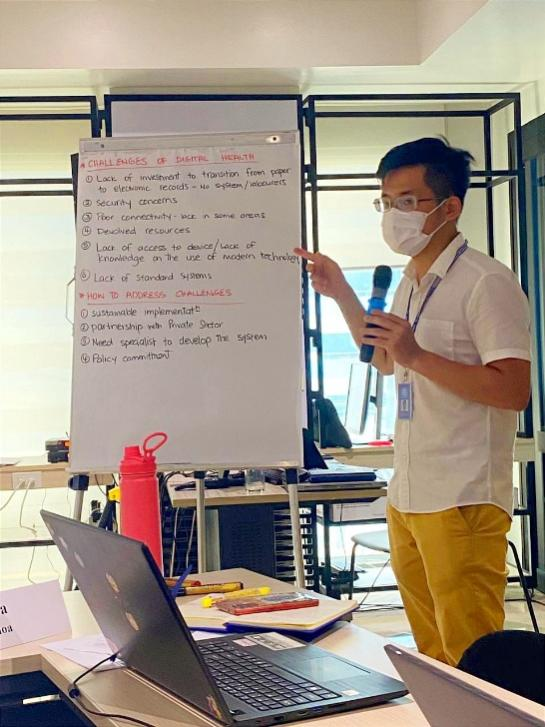 * CHALLENGES OF DIGITAL HEALTH
① Lack of investment to transition from paper
to electronic records - No system / labourers
② Security concerns
③ Poor connectivity - lack in some areas
④ Devolved resources
⑤ Lack of access to device / Lack of
knowledge on the use of modern technology
⑥ Lack of standard systems
* HOW TO ADDRESS CHALLENGES
① sustainable implementatn
② partnership with Private Sector
③ Need specialist to develop the system
④ Policy commitment
a
noa